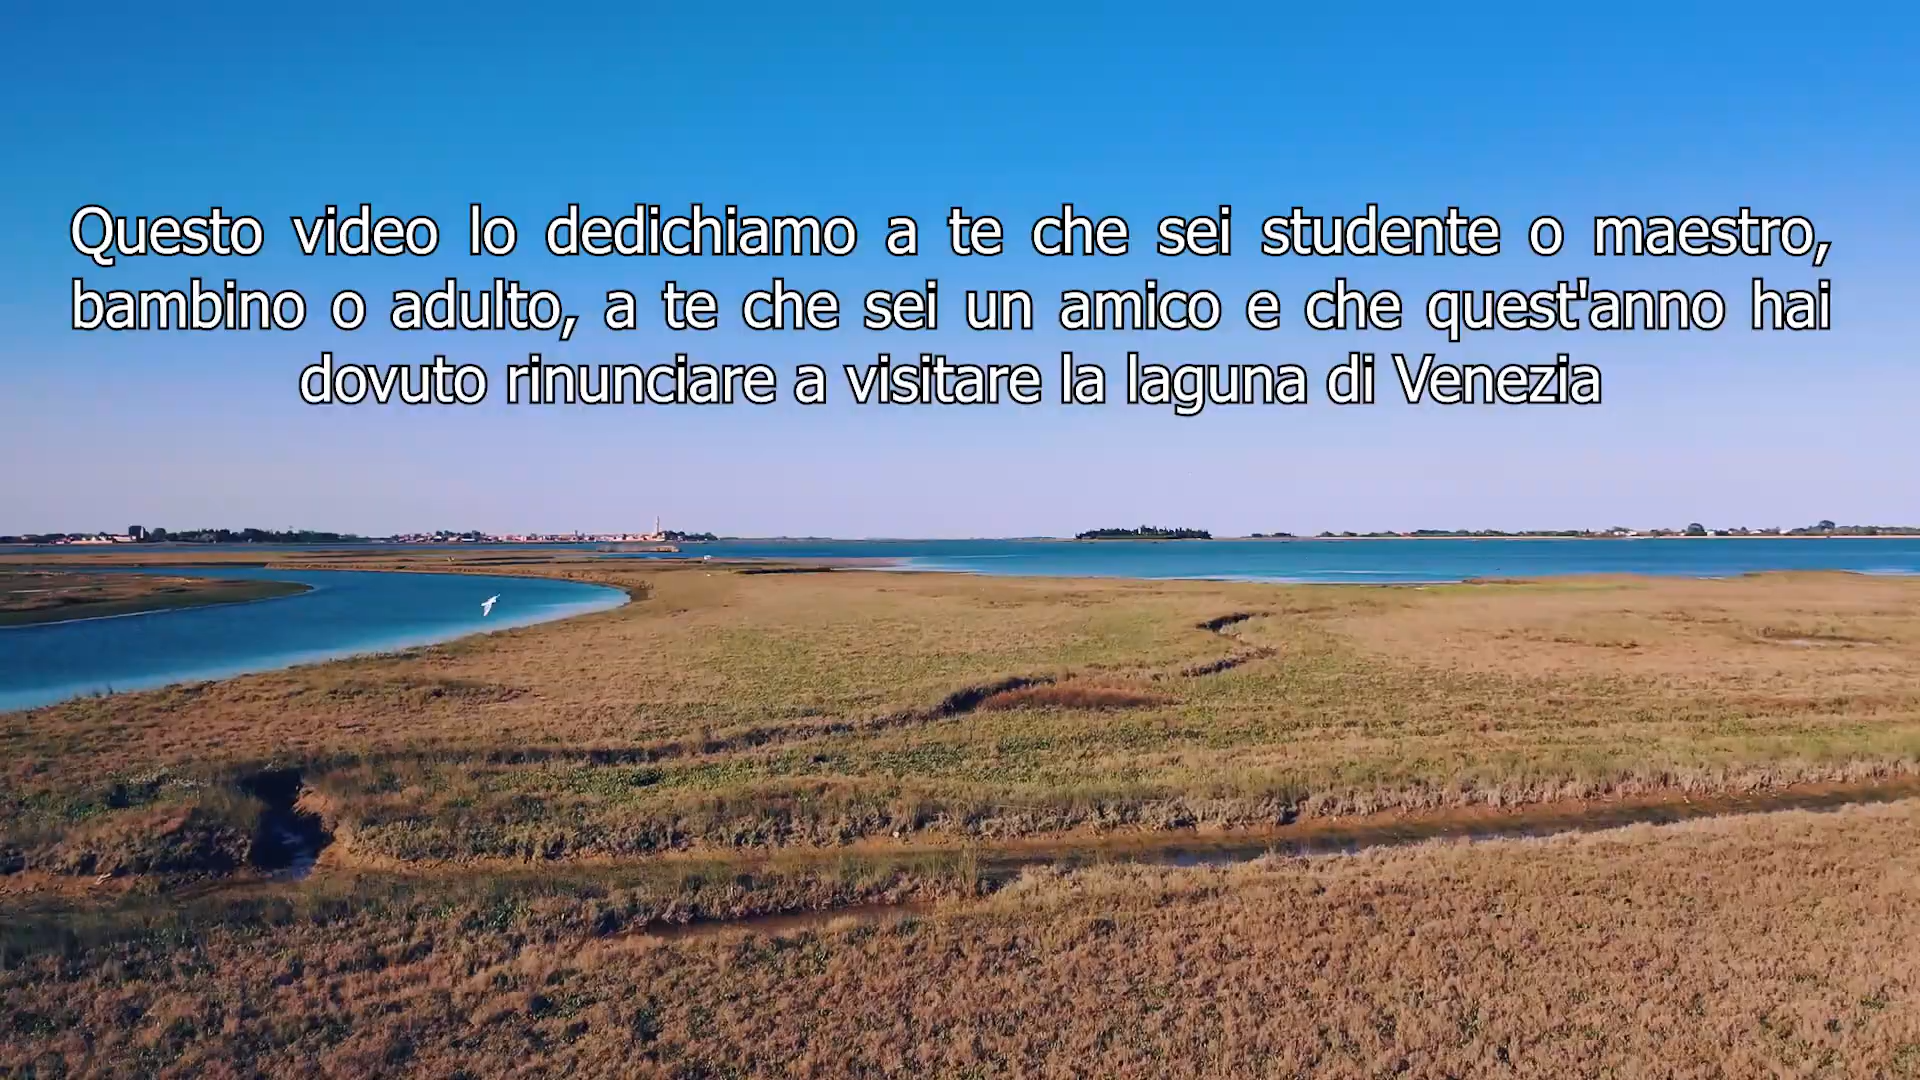 Questo video lo dedichiamo a te che sei studente o maestro,
bambino o adulto, a te che sei un amico e che quest'anno hai
dovuto rinunciare a visitare la laguna di Venezia